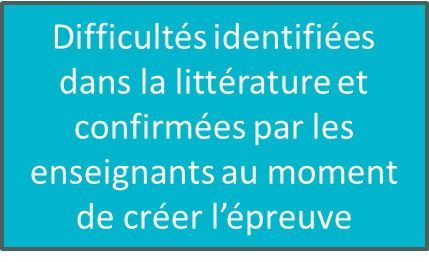 Difficultés identifiées
dans la littérature et
confirmées par les
enseignants au moment
de créer l’épreuve